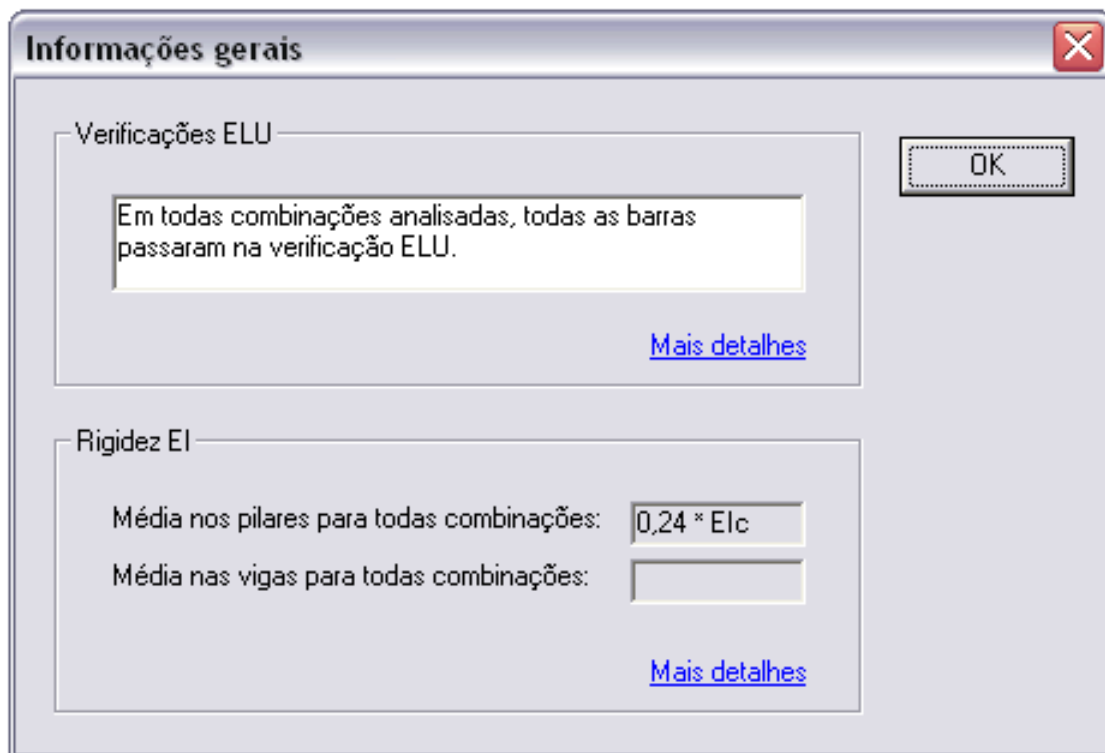 Informações gerais
Verificações ELU
OK
Em todas combinações analisadas, todas as barras
passaram na verificação ELU.
Mais detalhes
Rigidez EI
Média nos pilares para todas combinações: 0,24 * EIc
Média nas vigas para todas combinações:
Mais detalhes